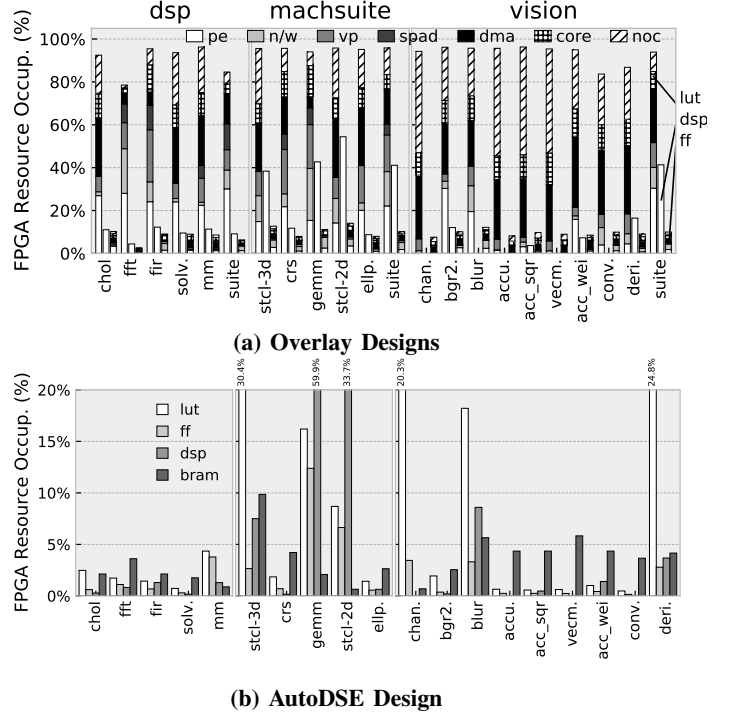 dsp machsuite vision
pe n/w vp spad dma core noc
FPGA Resource Occup. (%)
100%
80%
60%
40%
20%
0%
lut
dsp
ff
chol fft fir solv. mm suite stcl-3d crs gemm stcl-2d ellp. suite chan. bgr2. blur accu. acc_sqr vecm. acc_wei conv. deri. suite
(a) Overlay Designs
30.4% 59.9% 33.7% 20.3% 24.8%
FPGA Resource Occup. (%)
20%
15%
10%
5%
0%
lut
ff
dsp
bram
chol fft fir solv. mm stcl-3d crs gemm stcl-2d ellp. chan. bgr2. blur accu. acc_sqr vecm. acc_wei conv. deri.
(b) AutoDSE Design